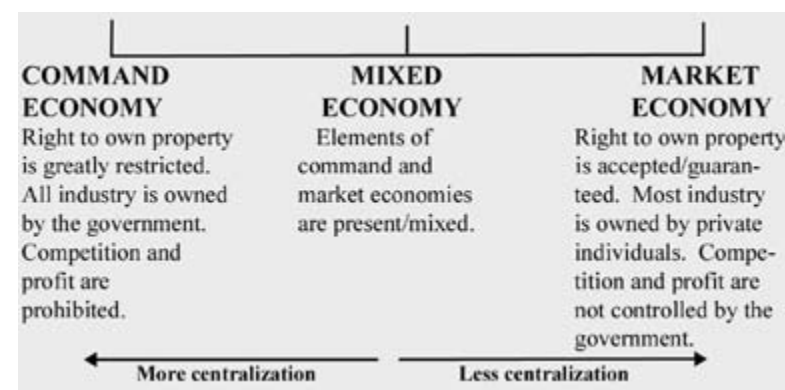 COMMAND
ECONOMY
Right to own property
is greatly restricted.
All industry is owned
by the government.
Competition and
profit are
prohibited.
MIXED
ECONOMY
Elements of
command and
market economies
are present/mixed.
MARKET
ECONOMY
Right to own property
is accepted/guaran-
teed. Most industry
is owned by private
individuals. Compe-
tition and profit are
not controlled by the
government.
More centralization
Less centralization